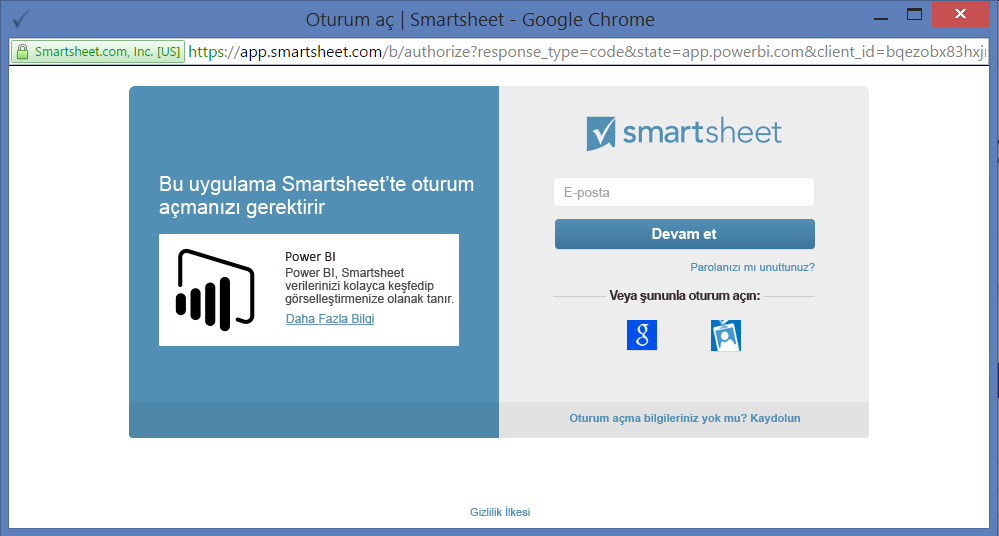 Oturum aç | Smartsheet - Google Chrome
Smartsheet.com, Inc. [US] https://app.smartsheet.com/b/authorize?response_type=code&state=app.powerbi.com&client_id=bqezobx83hxj
Bu uygulama Smartsheet'te oturum
açmanızı gerektirir
Power BI
Power BI, Smartsheet
verilerinizi kolayca keşfedip
görselleştirmenize olanak tanır.
Daha Fazla Bilgi
smartsheet
E-posta
Devam et
Parolanızı mı unuttunuz?
Veya şununla oturum açın:
g
Oturum açma bilgileriniz yok mu? Kaydolun
Gizlilik İlkesi